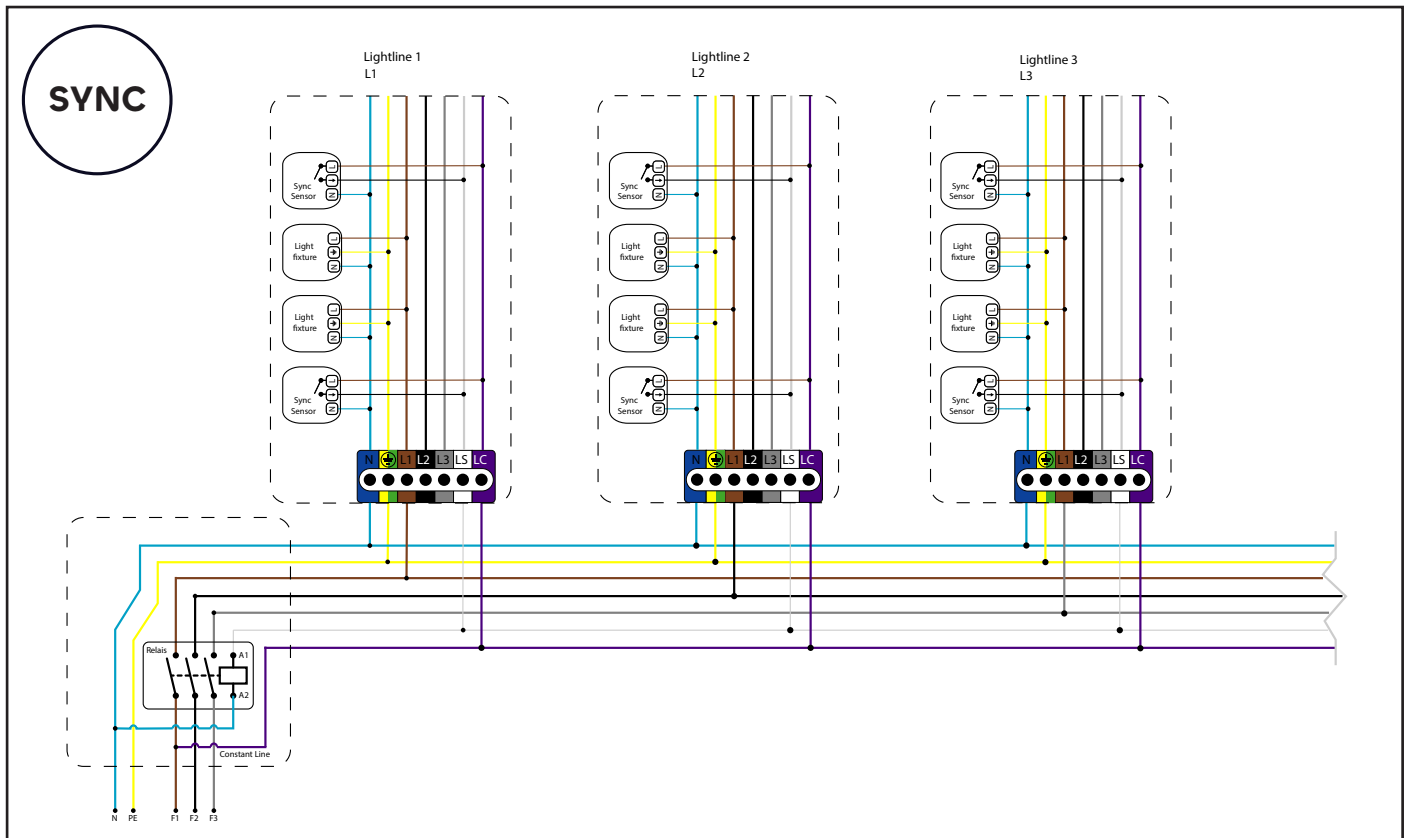 SYNC
Lightline 1
L1
Lightline 2
L2
Lightline 3
L3
L
Sync
Sensor
N
L
Sync
Sensor
N
L
Sync
Sensor
N
L
Light
fixture
N
L
Light
fixture
N
L
Light
fixture
N
L
Light
fixture
N
L
Light
fixture
N
L
Light
fixture
N
L
Sync
Sensor
N
L
Sync
Sensor
N
L
Sync
Sensor
N
N L1 L2 L3 LS LC
N L1 L2 L3 LS LC
N L1 L2 L3 LS LC
Relais
A1
A2
Constant Line
N PE F1 F2 F3